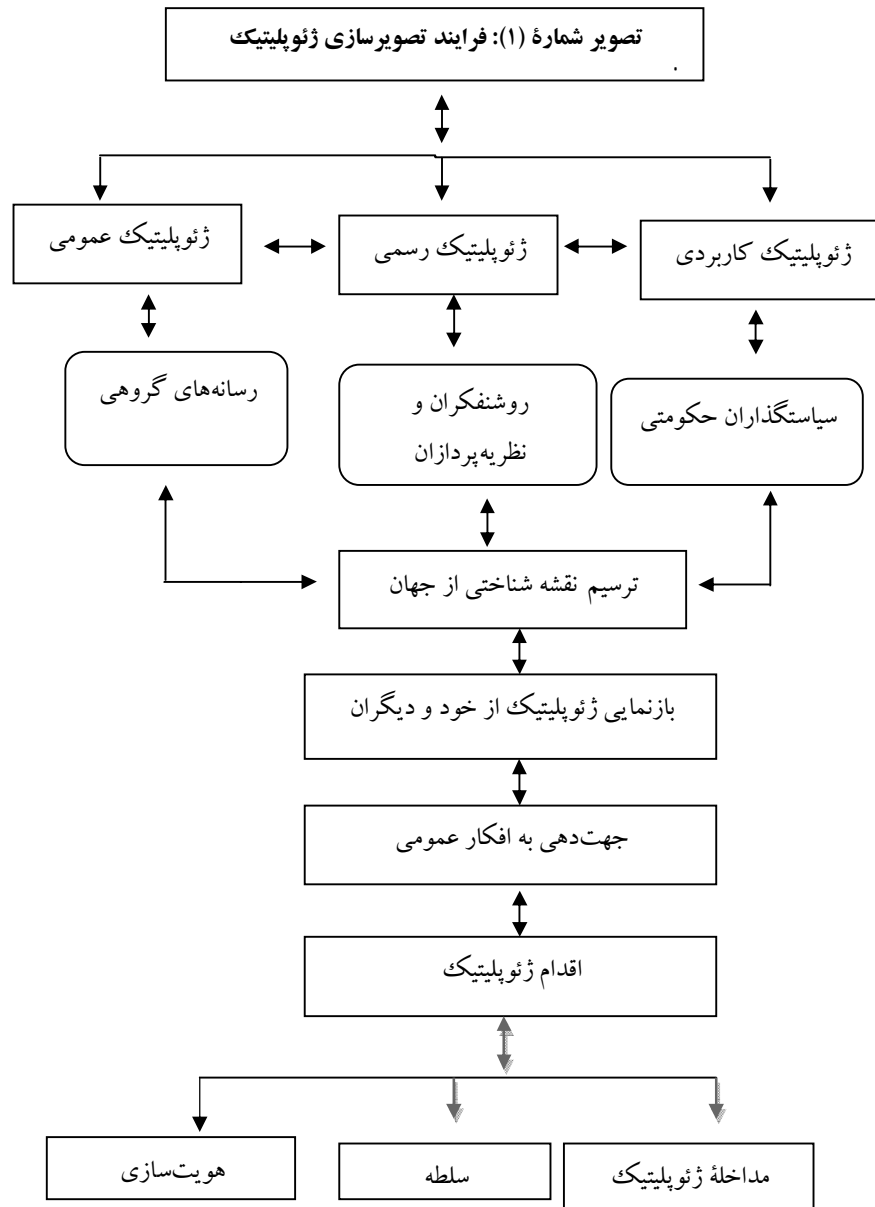 تصویر شمارهٔ (۱): فرایند تصویرسازی ژئوپلیتیک
.
ژئوپلیتیک کاربردی
ژئوپلیتیک رسمی
ژئوپلیتیک عمومی
سیاستگذاران حکومتی
روشنفکران و
نظریه‌پردازان
رسانه‌های گروهی
ترسیم نقشه شناختی از جهان
بازنمایی ژئوپلیتیک از خود و دیگران
جهت‌دهی به افکار عمومی
اقدام ژئوپلیتیک
مداخلهٔ ژئوپلیتیک
سلطه
هویت‌سازی